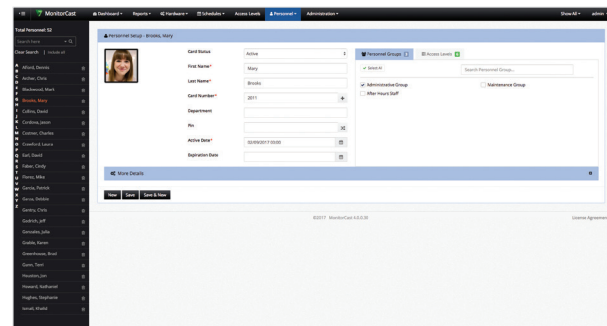 MonitorCast
Dashboard Reports Hardware Schedules Access Levels Personnel Administration Show All admin
Total Personnel: 52
Search here
Clear Search | Include all
Alford, Dennis
Archer, Chris
Blackwood, Mark
Brooks, Mary
Collins, David
Cordova, Jason
Costner, Charles
Crawford, Laura
Earl, David
Faber, Cindy
Flores, Mike
Garcia, Patrick
Garza, Debbie
Gentry, Chris
Gonzales, Julia
Grable, Karen
Greenhouse, Brad
Gunn, Terri
Houston, Jon
Howard, Nathaniel
Hughes, Stephanie
Ismail, Khalid
Personnel Setup - Brooks, Mary
Card Status Active
First Name* Mary
Last Name* Brooks
Card Number* 2011
Department
Pin
Active Date* 02/09/2017 00:00
Expiration Date
Personnel Groups Access Levels
Select All Search Personnel Group...
Administrative Group Maintenance Group
After Hours Staff
More Details
New Save Save & New
©2017 MonitorCast
License Agreement